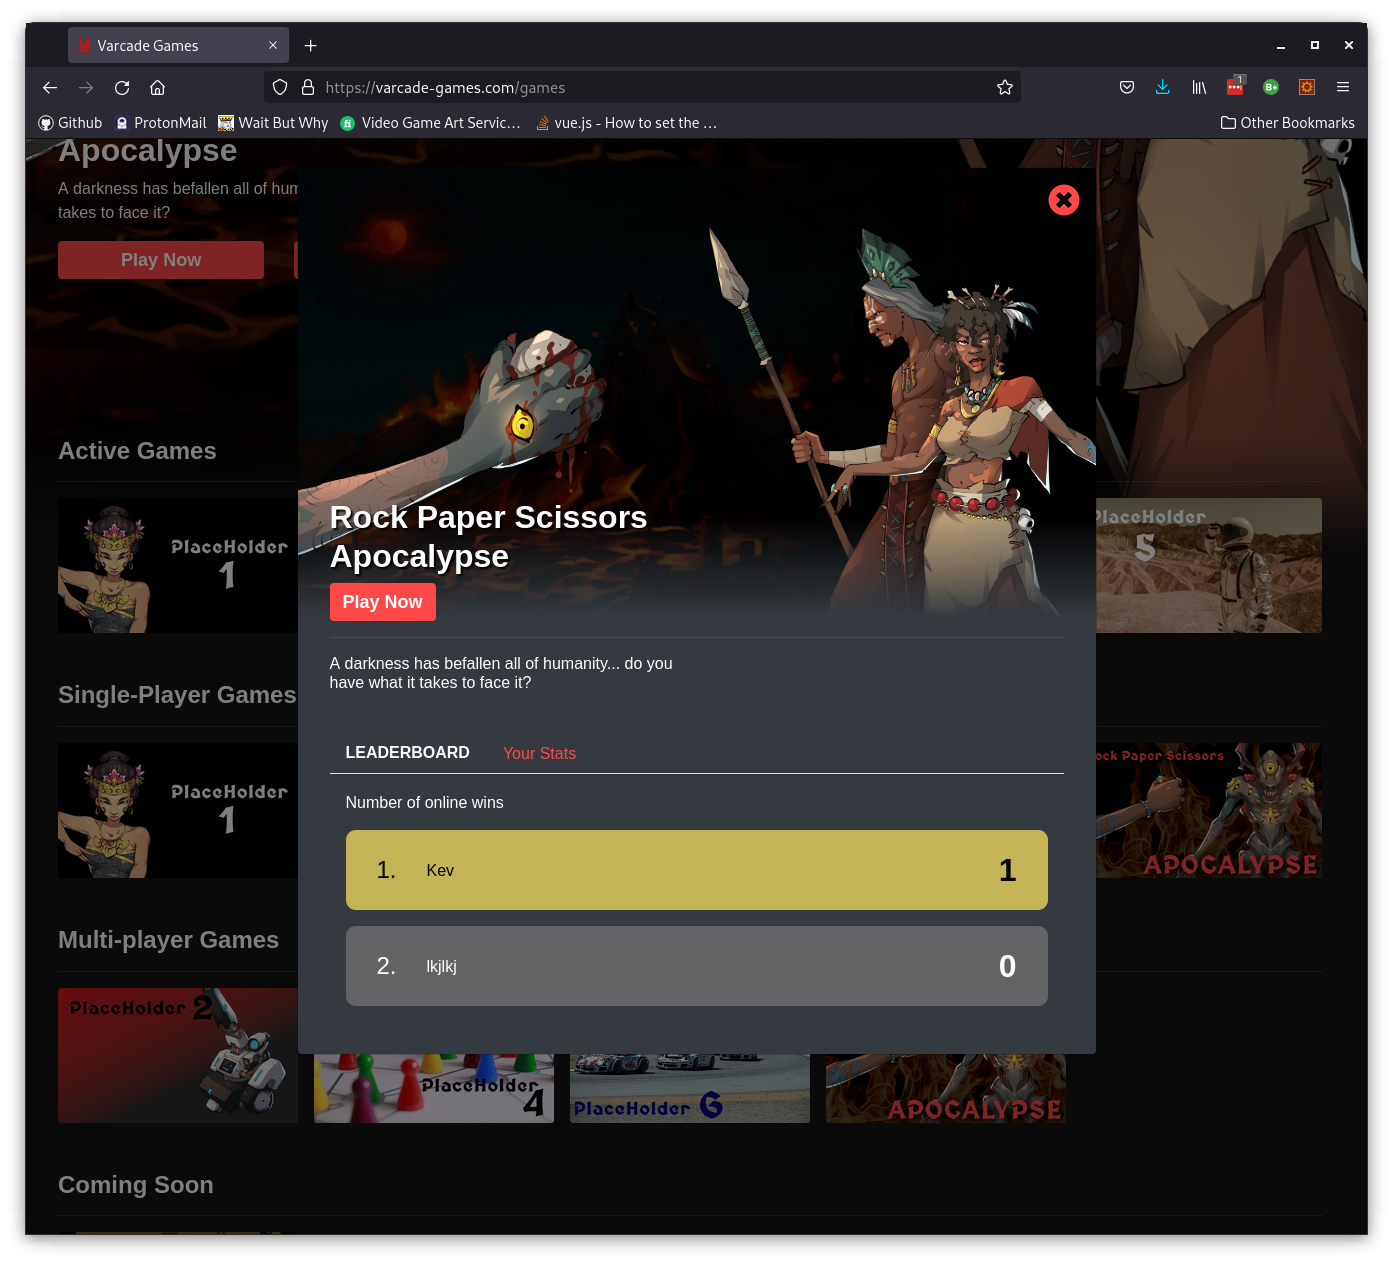 Varcade Games
https://varcade-games.com/games
1
Github
ProtonMail
Wait But Why
Video Game Art Servic…
vue.js - How to set the …
Other Bookmarks
Apocalypse
A darkness has befallen all of hum
takes to face it?
Play Now
Rock Paper Scissors
Apocalypse
Play Now
A darkness has befallen all of humanity... do you
have what it takes to face it?
LEADERBOARD
Your Stats
Number of online wins
1. Kev 1
2. lkjlkj 0
Active Games
PlaceHolder
1
PlaceHolder
5
Single-Player Games
PlaceHolder
1
ock Paper Scissors
APOCALYPSE
Multi-player Games
PlaceHolder 2
PlaceHolder
4
PlaceHolder 6
APOCALYPSE
Coming Soon